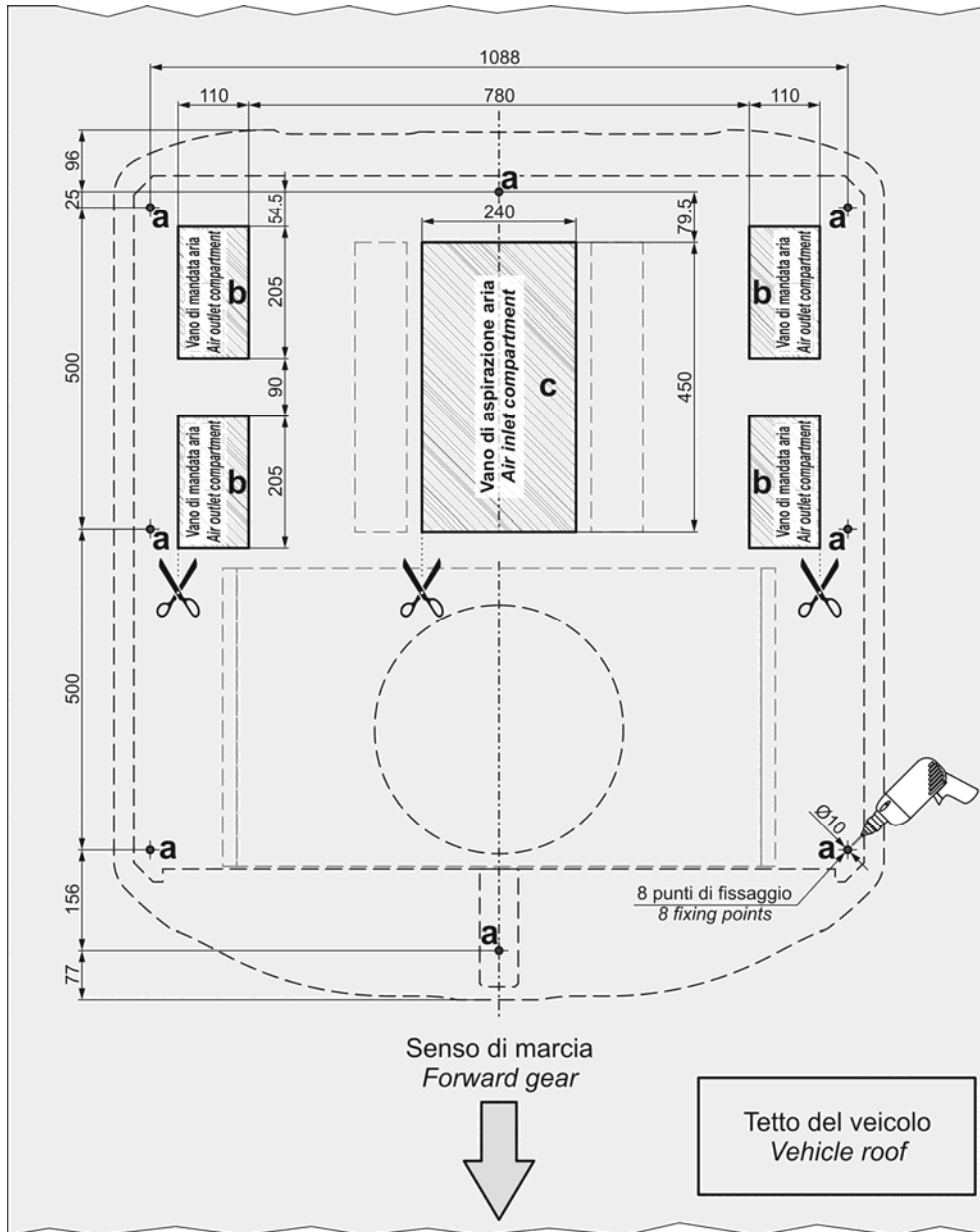 1088
110
780
110
96
25
a
a
a
54.5
79.5
240
Vano di mandata aria
Air outlet compartment
b
205
Vano di aspirazione aria
Air inlet compartment
c
450
b
Vano di mandata aria
Air outlet compartment
500
90
Vano di mandata aria
Air outlet compartment
b
205
b
Vano di mandata aria
Air outlet compartment
a
a
500
Ø10
a
a
8 punti di fissaggio
8 fixing points
156
a
77
Senso di marcia
Forward gear
Tetto del veicolo
Vehicle roof